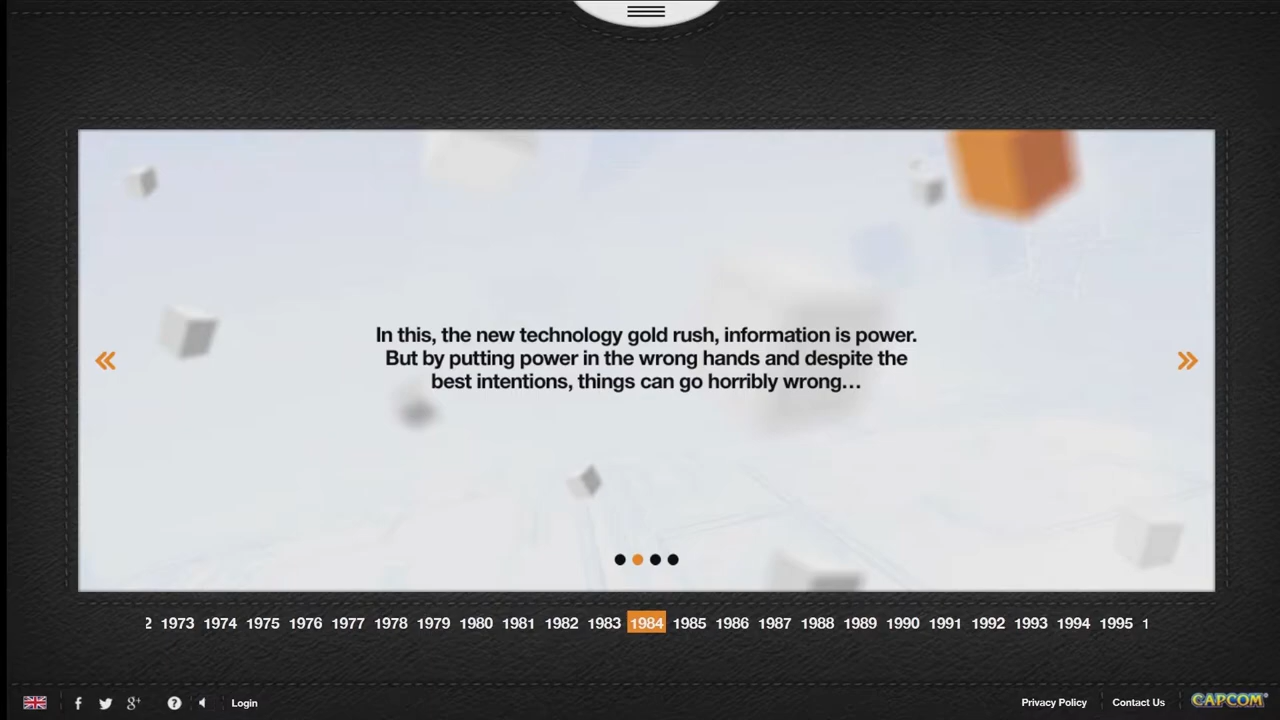 In this, the new technology gold rush, information is power.
But by putting power in the wrong hands and despite the
best intentions, things can go horribly wrong…
2 1973 1974 1975 1976 1977 1978 1979 1980 1981 1982 1983 1984 1985 1986 1987 1988 1989 1990 1991 1992 1993 1994 1995 1
f g+ ? Login Privacy Policy Contact Us CAPCOM®